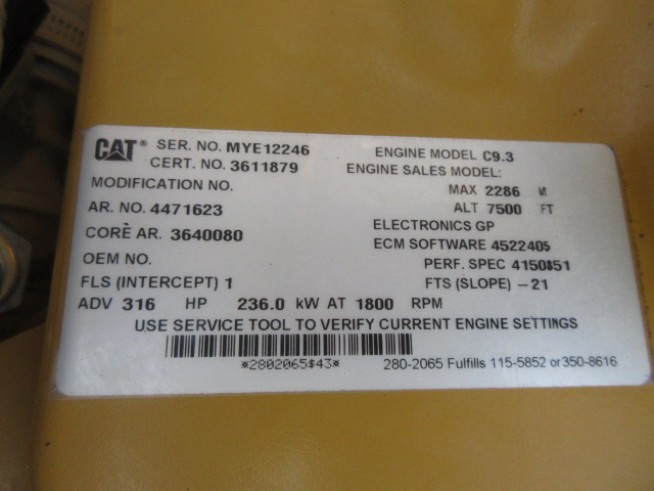 CAT® SER. NO. MYE12246 ENGINE MODEL C9.3
CERT. NO. 3611879 ENGINE SALES MODEL:
MODIFICATION NO. MAX 2286 M
AR. NO. 4471623 ALT 7500 FT
ELECTRONICS GP
CORE AR. 3640080 ECM SOFTWARE 4522405
OEM NO. PERF. SPEC
FLS (INTERCEPT) 1 FTS (SLOPE) -21
ADV 316 HP 236.0 kW AT 1800 RPM
USE SERVICE TOOL TO VERIFY CURRENT ENGINE SETTINGS
*2802065$43* 280-2065 Fulfills 115-5852 or 350-8616